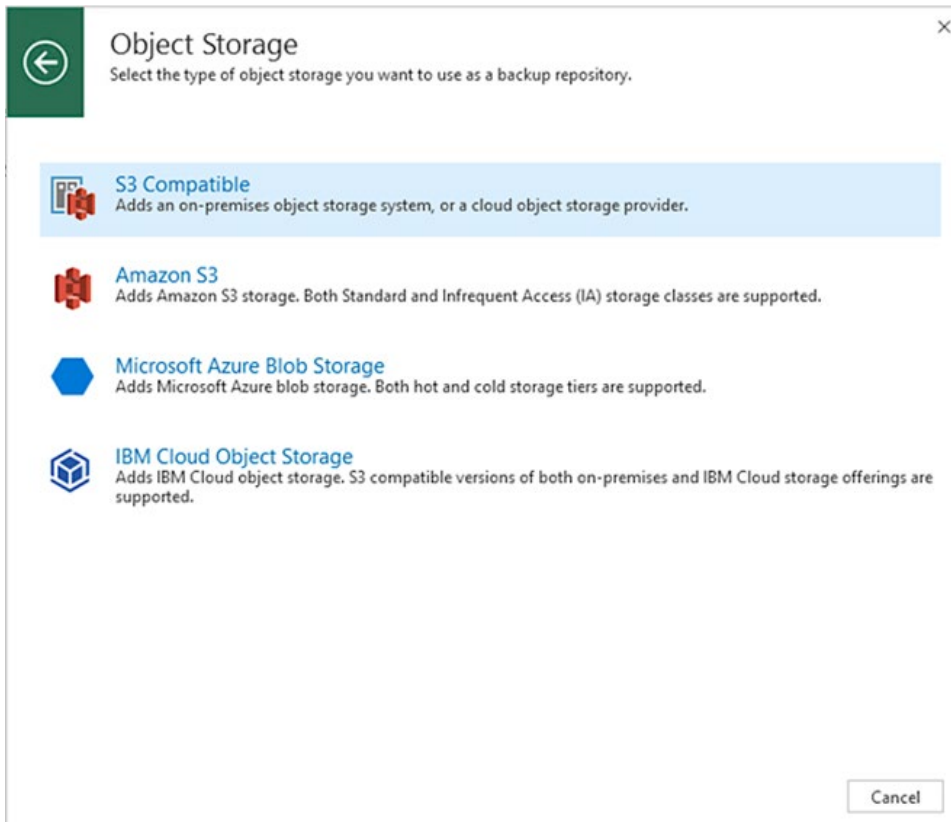 Object Storage
Select the type of object storage you want to use as a backup repository.
S3 Compatible
Adds an on-premises object storage system, or a cloud object storage provider.
Amazon S3
Adds Amazon S3 storage. Both Standard and Infrequent Access (IA) storage classes are supported.
Microsoft Azure Blob Storage
Adds Microsoft Azure blob storage. Both hot and cold storage tiers are supported.
IBM Cloud Object Storage
Adds IBM Cloud object storage. S3 compatible versions of both on-premises and IBM Cloud storage offerings are
supported.
Cancel